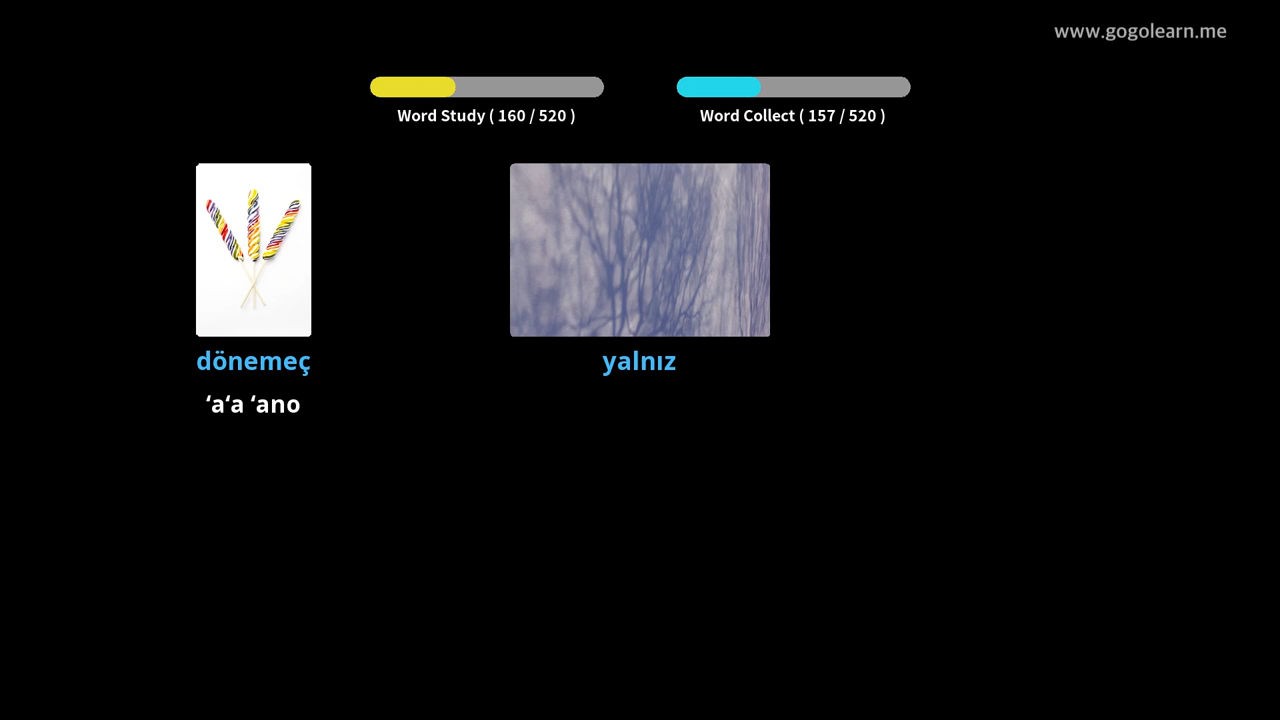 www.gogolearn.me
Word Study ( 160 / 520 )
Word Collect ( 157 / 520 )
dönemeç
yalnız
ʻaʻa ʻano